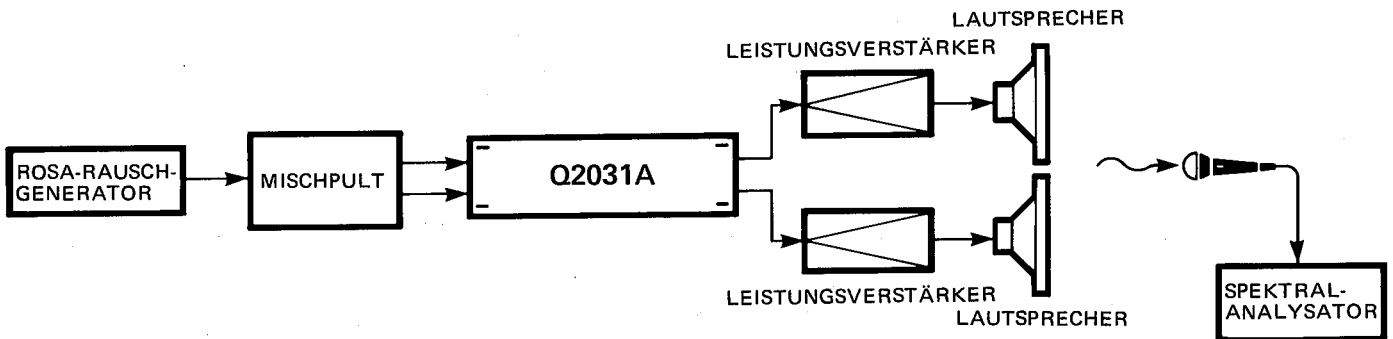 ROSA-RAUSCH-
GENERATOR
MISCHPULT
Q2031A
LEISTUNGSVERSTÄRKER
LAUTSPRECHER
LEISTUNGSVERSTÄRKER
LAUTSPRECHER
SPEKTRAL-
ANALYSATOR